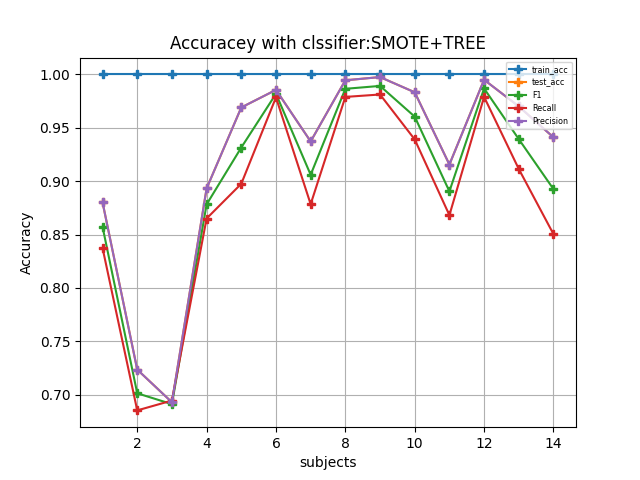 Accuracey with clssifier:SMOTE+TREE
1.00
0.95
0.90
0.85
0.80
0.75
0.70
Accuracy
train_acc
test_acc
F1
Recall
Precision
2 4 6 8 10 12 14
subjects